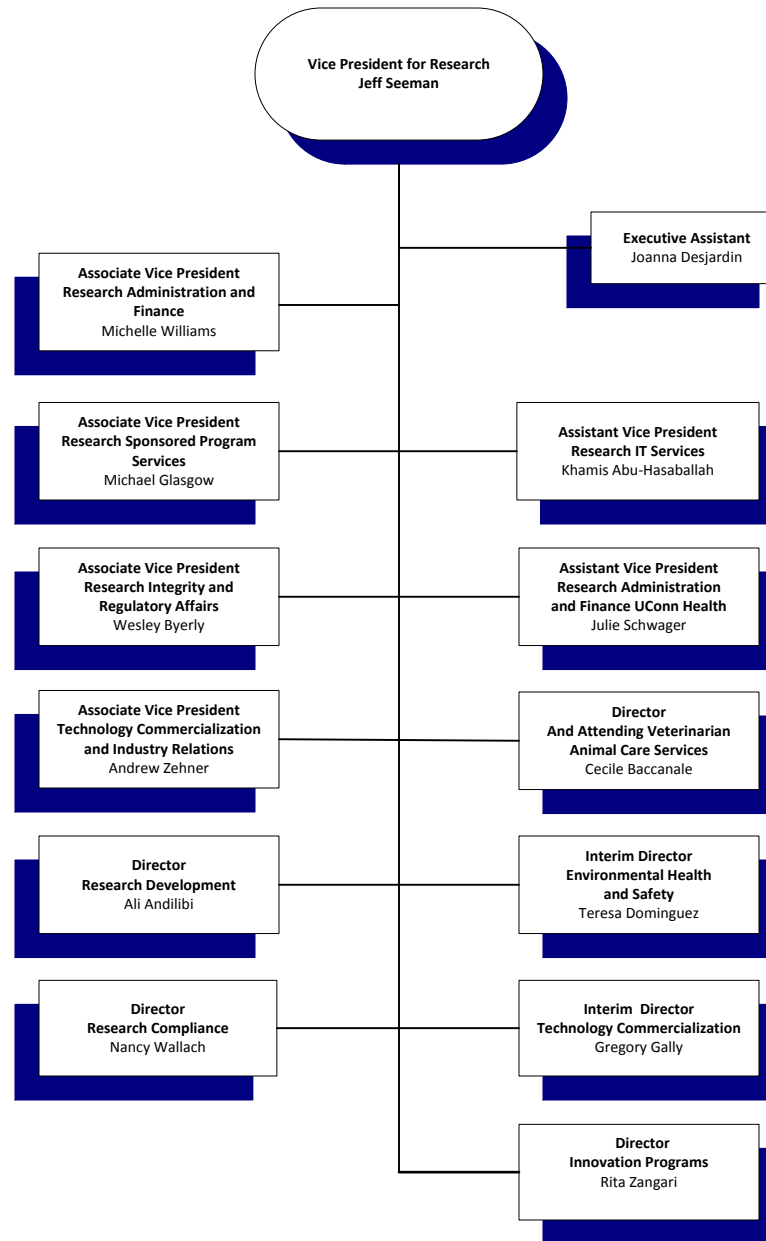 Vice President for Research
Jeff Seeman
Executive Assistant
Joanna Desjardin
Associate Vice President
Research Administration and
Finance
Michelle Williams
Associate Vice President
Research Sponsored Program
Services
Michael Glasgow
Assistant Vice President
Research IT Services
Khamis Abu-Hasaballah
Associate Vice President
Research Integrity and
Regulatory Affairs
Wesley Byerly
Assistant Vice President
Research Administration
and Finance UConn Health
Julie Schwager
Associate Vice President
Technology Commercialization
and Industry Relations
Andrew Zehner
Director
And Attending Veterinarian
Animal Care Services
Cecile Baccanale
Director
Research Development
Ali Andilibi
Interim Director
Environmental Health
and Safety
Teresa Dominguez
Director
Research Compliance
Nancy Wallach
Interim  Director
Technology Commercialization
Gregory Gally
Director
Innovation Programs
Rita Zangari